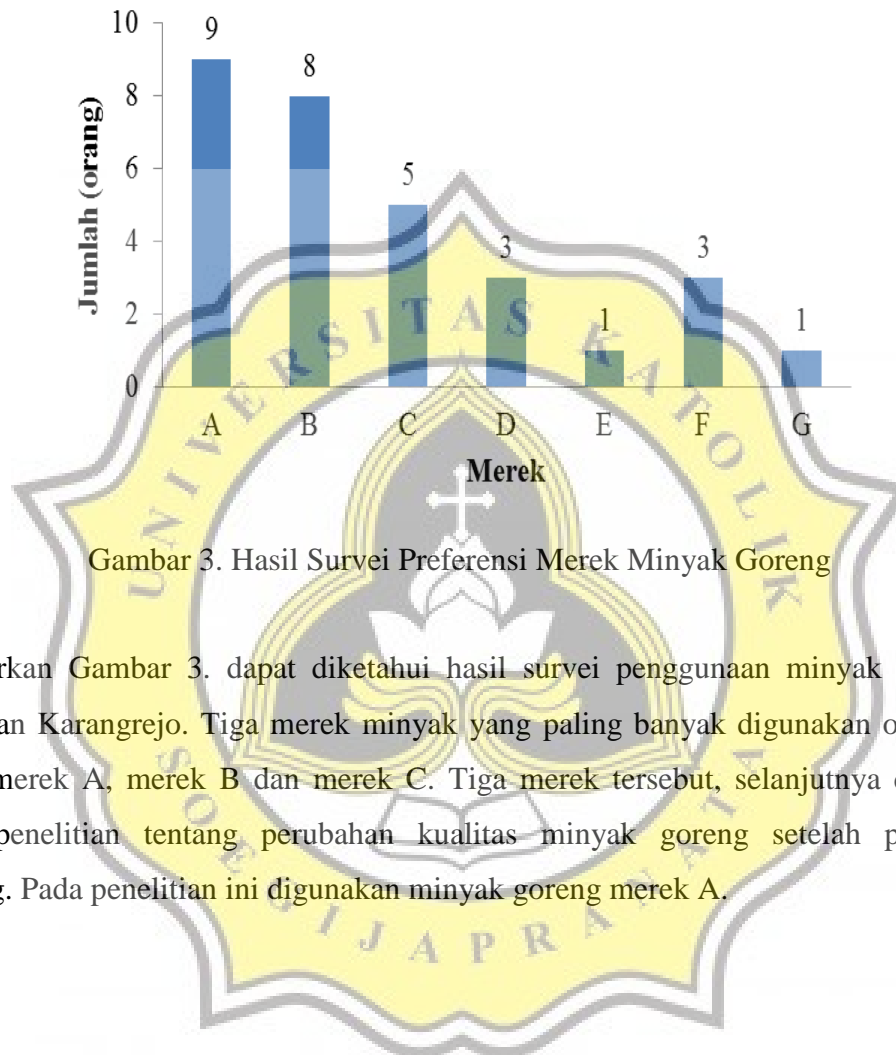 10
9
8
8
Jumlah (orang)
6
5
4
3
3
2
1
1
0
A B C D E F G
Merek
UNIVERSITAS KATOLIK
Gambar 3. Hasil Survei Preferensi Merek Minyak Goreng
rkan Gambar 3. dapat diketahui hasil survei penggunaan minyak
an Karangrejo. Tiga merek minyak yang paling banyak digunakan o
merek A, merek B dan merek C. Tiga merek tersebut, selanjutnya
penelitian tentang perubahan kualitas minyak goreng setelah p
g. Pada penelitian ini digunakan minyak goreng merek A.
SOEGIJAPRANATA